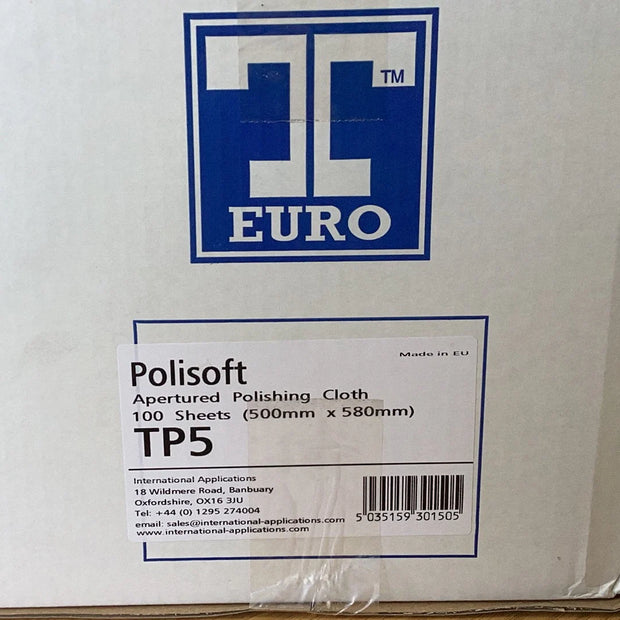 TM
EURO
Made in EU
Polisoft
Apertured Polishing Cloth
100 Sheets (500mm x 580mm)
TP5
International Applications
18 Wildmere Road, Banbuary
Oxfordshire, OX16 3JU
Tel: +44 (0) 1295 274004
email: sales@international-applications.com
www.international-applications.com
5 035159 301505